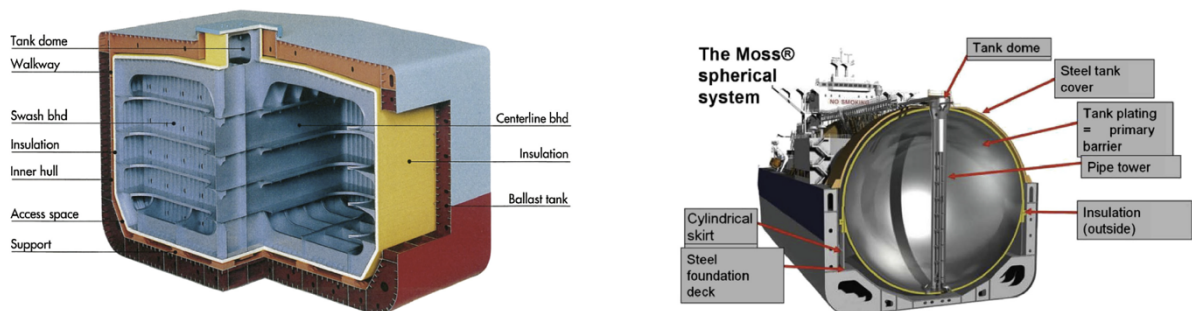 Tank dome
Walkway
Swash bhd
Insulation
Inner hull
Access space
Support
Centerline bhd
Insulation
Ballast tank
The Moss®
spherical
system
NO SMOKING
Tank dome
Steel tank
cover
Tank plating
= primary
barrier
Pipe tower
Insulation
(outside)
Cylindrical
skirt
Steel
foundation
deck